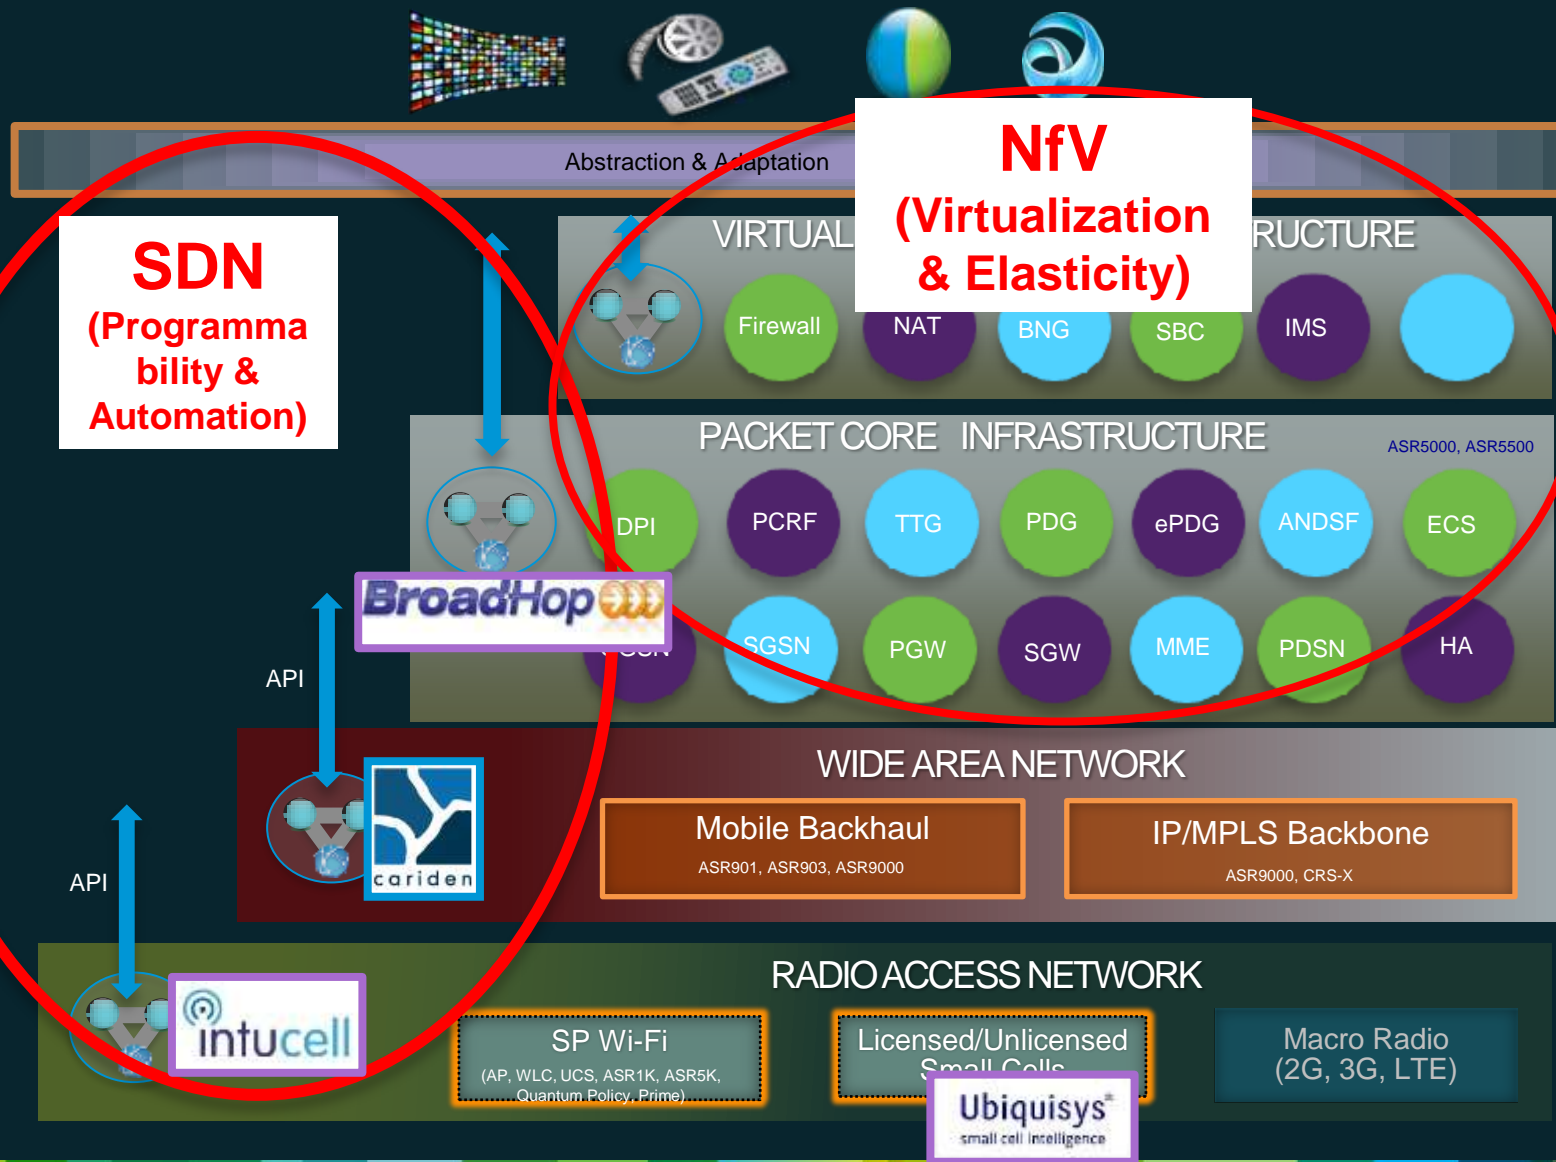 Abstraction & Adaptation
NfV
(Virtualization
& Elasticity)
SDN
(Programma
bility &
Automation)
VIRTUAL
RUCTURE
Firewall
NAT
BNG
SBC
IMS
PACKET CORE INFRASTRUCTURE
ASR5000, ASR5500
DPI
PCRF
TTG
PDG
ePDG
ANDSF
ECS
BroadHop
SGSN
PGW
SGW
MME
PDSN
HA
API
WIDE AREA NETWORK
Mobile Backhaul
ASR901, ASR903, ASR9000
IP/MPLS Backbone
ASR9000, CRS-X
cariden
API
RADIO ACCESS NETWORK
intucell
SP Wi-Fi
(AP, WLC, UCS, ASR1K, ASR5K,
Quantum Policy, Prime)
Licensed/Unlicensed
Small Cells
Ubiquisys
small cell intelligence
Macro Radio
(2G, 3G, LTE)